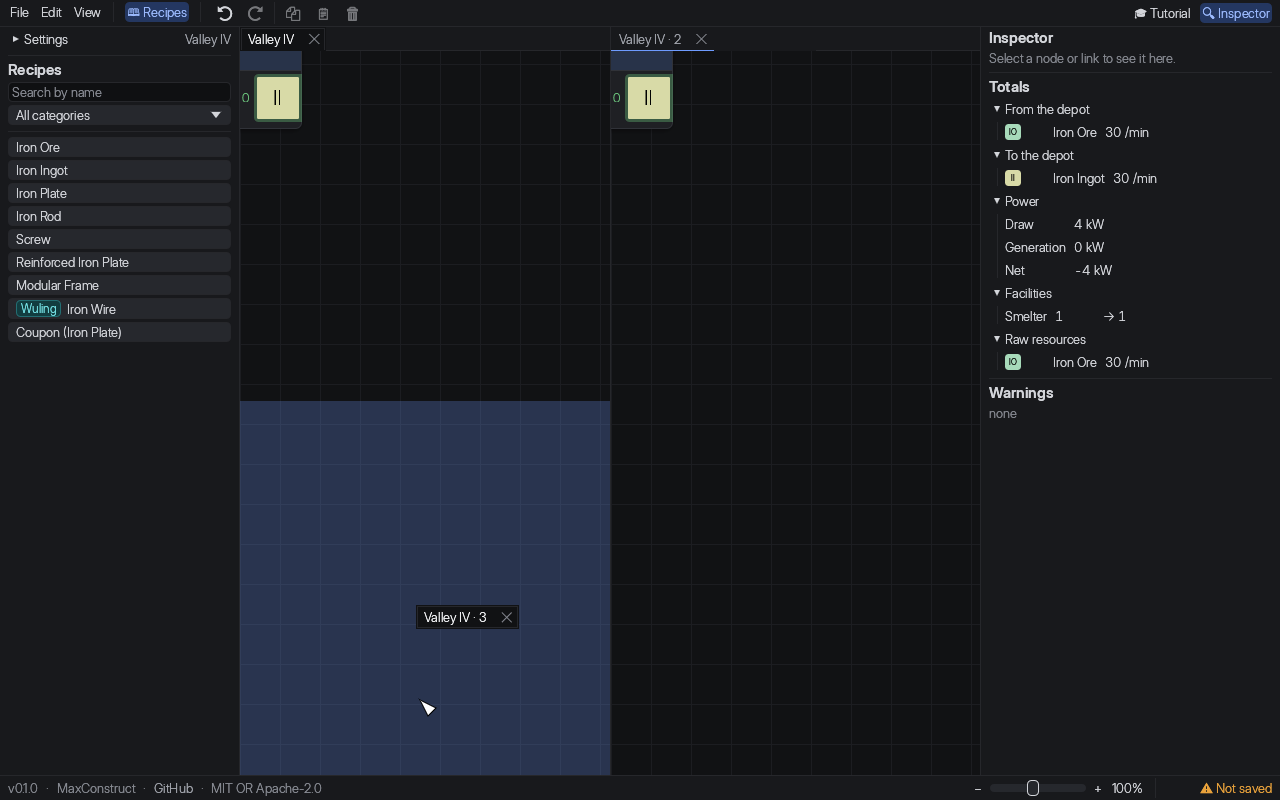 File Edit View Recipes Tutorial Inspector
Settings Valley IV
Recipes
Search by name
All categories
Iron Ore
Iron Ingot
Iron Plate
Iron Rod
Screw
Reinforced Iron Plate
Modular Frame
Wuling Iron Wire
Coupon (Iron Plate)
Valley IV
0 II
Valley IV · 2
0 II
Valley IV · 3
Inspector
Select a node or link to see it here.
Totals
From the depot
IO Iron Ore 30 /min
To the depot
II Iron Ingot 30 /min
Power
Draw 4 kW
Generation 0 kW
Net -4 kW
Facilities
Smelter 1 → 1
Raw resources
IO Iron Ore 30 /min
Warnings
none
v0.1.0 · MaxConstruct · GitHub · MIT OR Apache-2.0 − + 100% Not saved